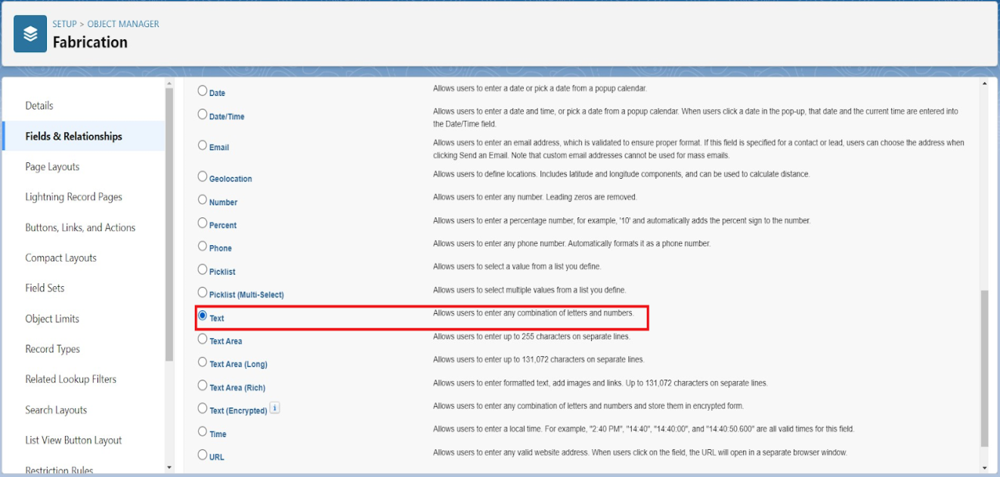 SETUP > OBJECT MANAGER
Fabrication
Details
Fields & Relationships
Page Layouts
Lightning Record Pages
Buttons, Links, and Actions
Compact Layouts
Field Sets
Object Limits
Record Types
Related Lookup Filters
Search Layouts
List View Button Layout
Restriction Rules
Date Allows users to enter a date or pick a date from a popup calendar.
Date/Time Allows users to enter a date and time, or pick a date from a popup calendar. When users click a date in the pop-up, that date and the current time are entered into
the Date/Time field.
Email Allows users to enter an email address, which is validated to ensure proper format. If this field is specified for a contact or lead, users can choose the address when
clicking Send an Email. Note that custom email addresses cannot be used for mass emails.
Geolocation Allows users to define locations. Includes latitude and longitude components, and can be used to calculate distance.
Number Allows users to enter any number. Leading zeros are removed.
Percent Allows users to enter a percentage number, for example, '10' and automatically adds the percent sign to the number.
Phone Allows users to enter any phone number. Automatically formats it as a phone number.
Picklist Allows users to select a value from a list you define.
Picklist (Multi-Select) Allows users to select multiple values from a list you define.
Text Allows users to enter any combination of letters and numbers.
Text Area Allows users to enter up to 255 characters on separate lines.
Text Area (Long) Allows users to enter up to 131,072 characters on separate lines.
Text Area (Rich) Allows users to enter formatted text, add images and links. Up to 131,072 characters on separate lines.
Text (Encrypted) i Allows users to enter any combination of letters and numbers and store them in encrypted form.
Time Allows users to enter a local time. For example, "2:40 PM", "14:40", "14:40:00", and "14:40:50.600" are all valid times for this field.
URL Allows users to enter any valid website address. When users click on the field, the URL will open in a separate browser window.